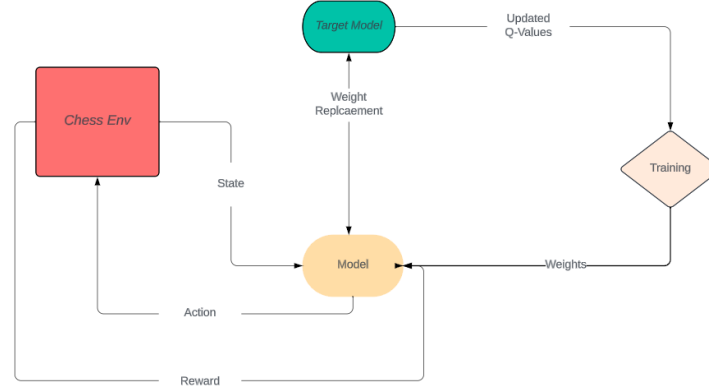 Target Model
Updated
Q-Values
Weight
Replcaement
Chess Env
Training
State
Model
Weights
Action
Reward